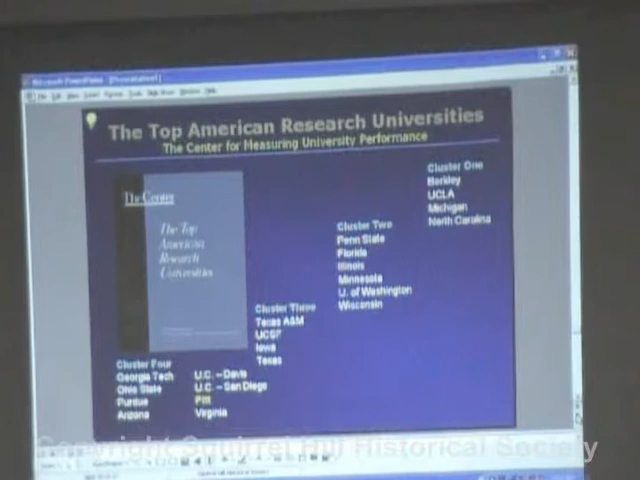 Microsoft PowerPoint - [Presentation1]
The Top American Research Universities
The Center for Measuring University Performance
The Center
The Top
American
Research
Universities
Cluster One
Berkley
UCLA
Michigan
North Carolina
Cluster Two
Penn State
Florida
Illinois
Minnesota
U. of Washington
Wisconsin
Cluster Three
Texas A&M
UCSF
Iowa
Texas
Cluster Four
Georgia Tech
Ohio State
Purdue
Arizona
U.C. – Davis
U.C. – San Diego
Pitt
Virginia
Copyright Squirrel Hill Historical Society